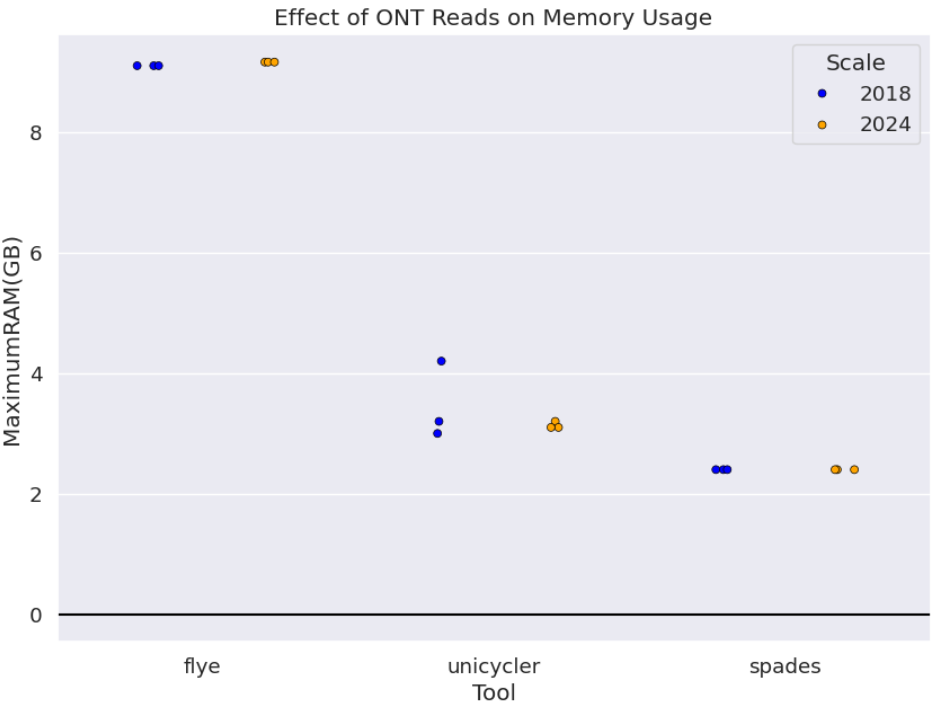 Effect of ONT Reads on Memory Usage
Scale
2018
2024
MaximumRAM(GB)
8
6
4
2
0
flye unicycler spades
Tool